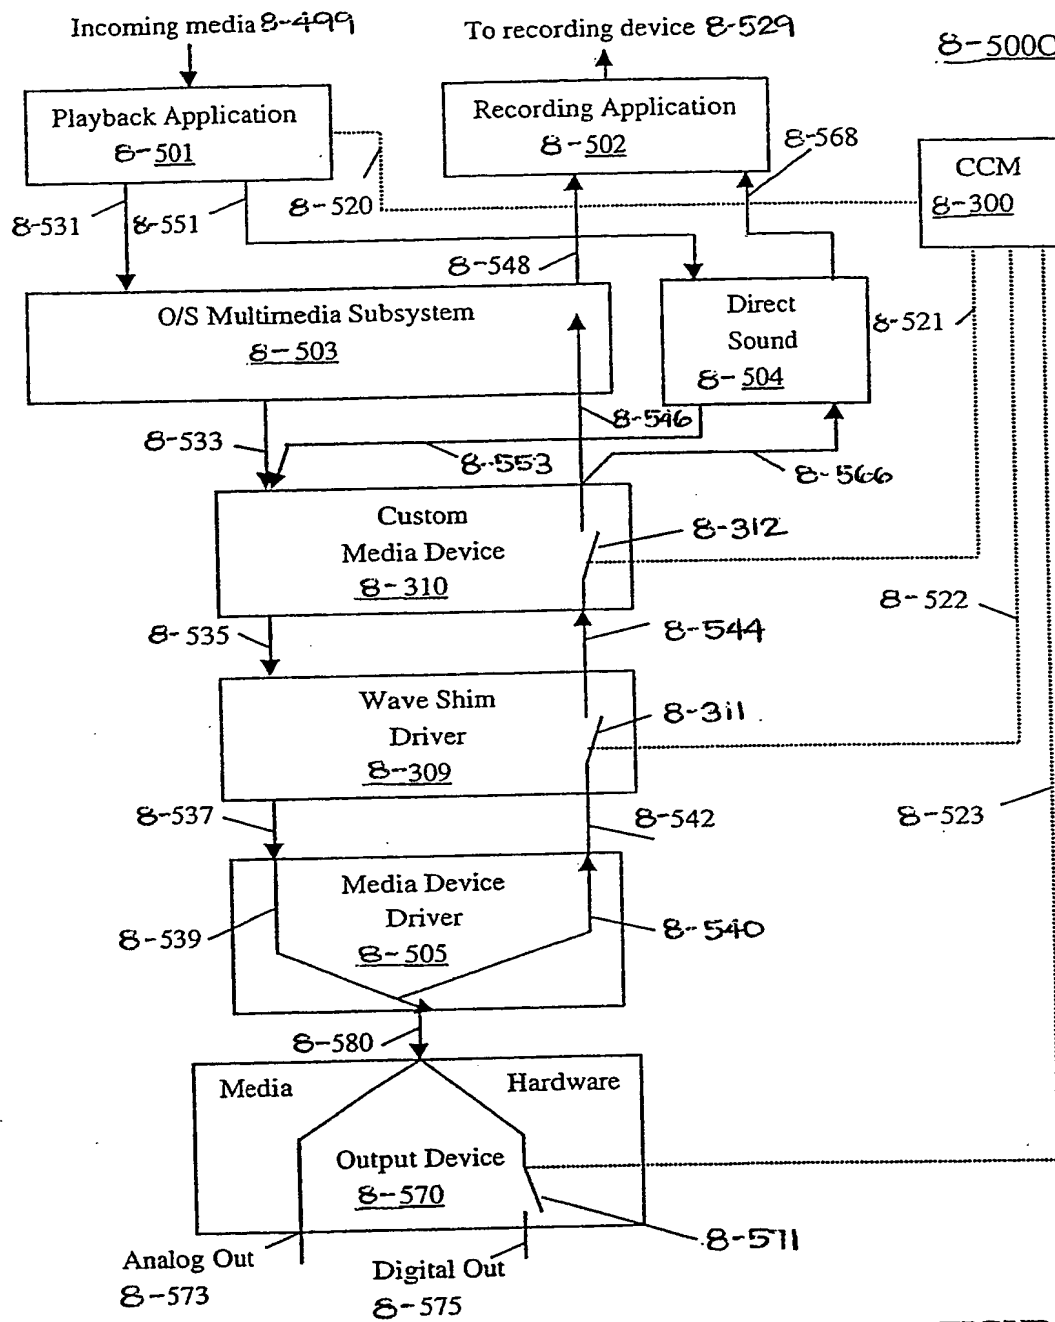 Incoming media 8-499
To recording device 8-529
8-500C
Playback Application
8-501
Recording Application
8-502
8-568
CCM
8-300
8-531
8-551
8-520
8-548
O/S Multimedia Subsystem
8-503
Direct
Sound
8-504
8-521
8-533
8-553
8-546
8-566
Custom
Media Device
8-310
8-312
8-522
8-535
8-544
Wave Shim
Driver
8-309
8-311
8-537
8-542
8-523
Media Device
Driver
8-505
8-539
8-540
8-580
Media
Hardware
Output Device
8-570
8-571
Analog Out
8-573
Digital Out
8-575